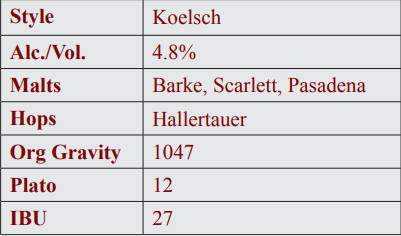 Style Koelsch
Alc./Vol. 4.8%
Malts Barke, Scarlett, Pasadena
Hops Hallertauer
Org Gravity 1047
Plato 12
IBU 27